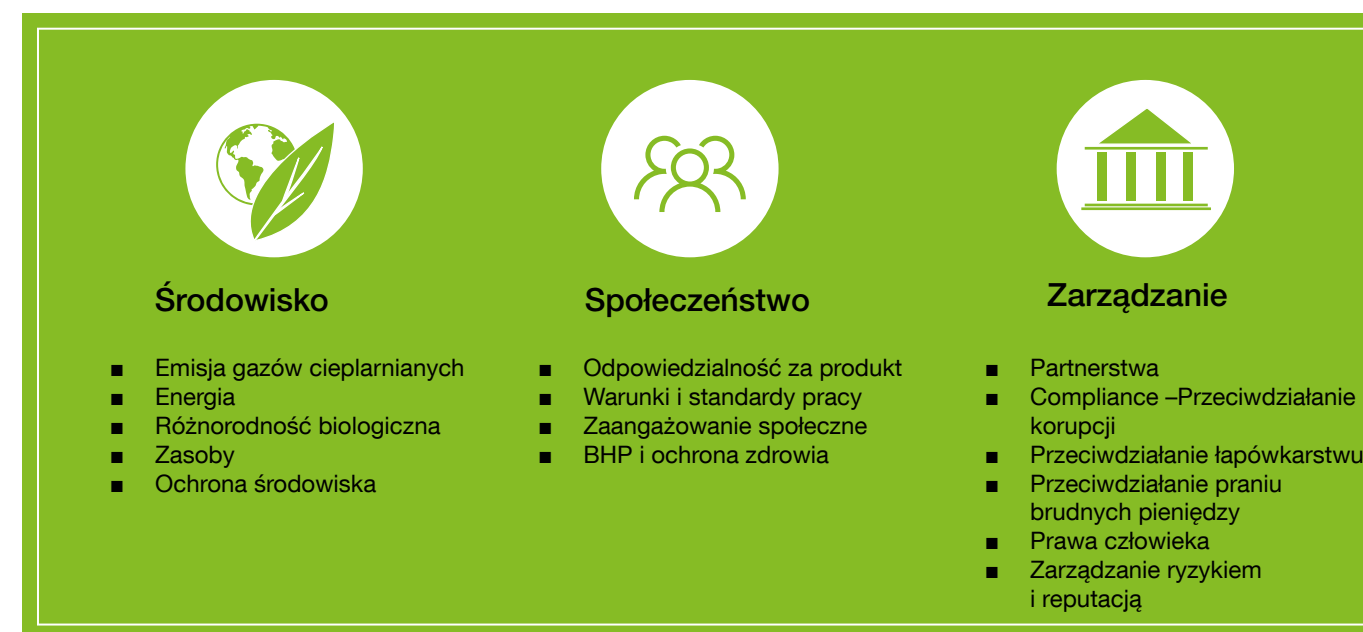 Środowisko
■ Emisja gazów cieplarnianych
■ Energia
■ Różnorodność biologiczna
■ Zasoby
■ Ochrona środowiska
Społeczeństwo
■ Odpowiedzialność za produkt
■ Warunki i standardy pracy
■ Zaangażowanie społeczne
■ BHP i ochrona zdrowia
Zarządzanie
■ Partnerstwa
■ Compliance –Przeciwdziałanie
korupcji
■ Przeciwdziałanie łapówkarstwu
■ Przeciwdziałanie praniu
brudnych pieniędzy
■ Prawa człowieka
■ Zarządzanie ryzykiem
i reputacją